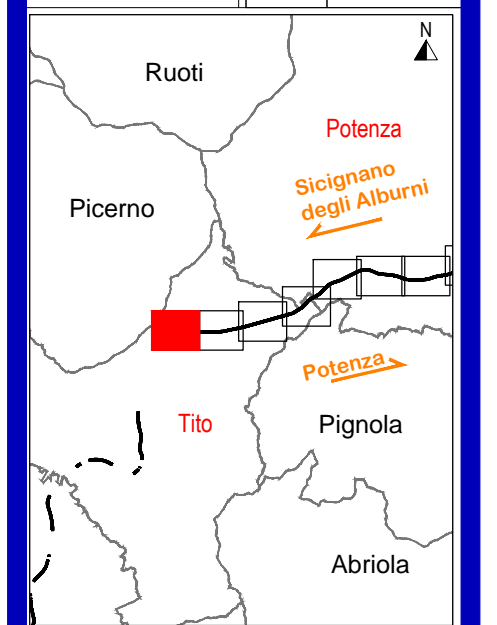 N
Ruoti
Potenza
Sicignano
degli Alburni
Picerno
Potenza
Tito
Pignola
Abriola